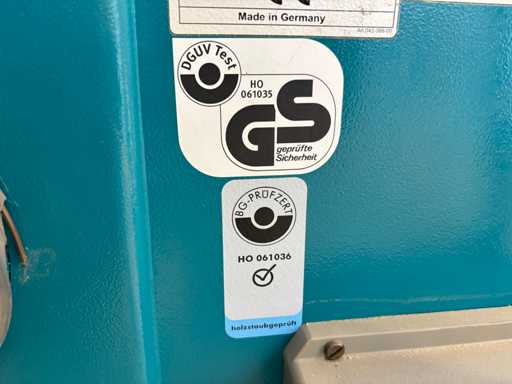 Made in Germany
DGUV Test
HO
061035
GS
geprüfte
Sicherheit
BG-PRÜFZERT
HO 061036
holzstaubgeprüft